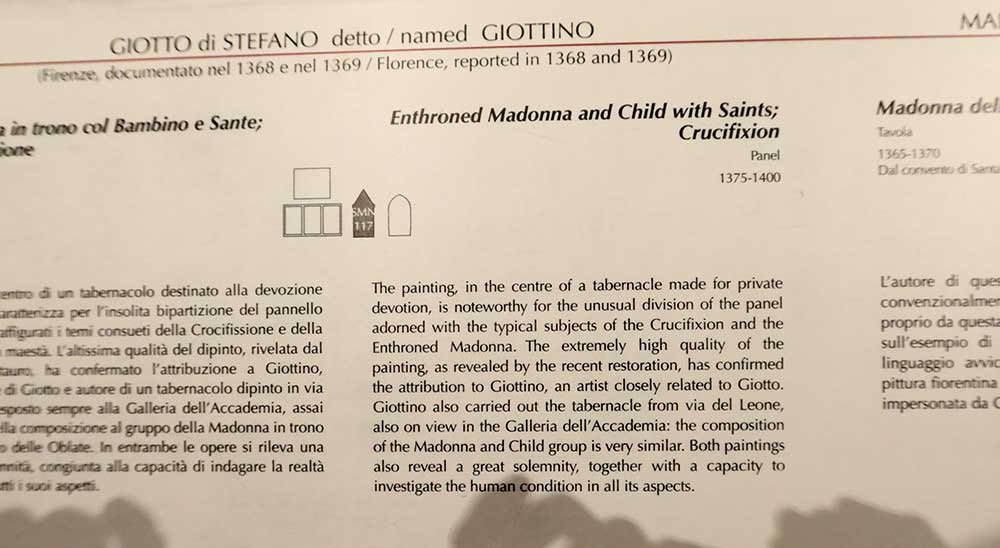 GIOTTO di STEFANO detto / named GIOTTINO
(Firenze, documentato nel 1368 e nel 1369 / Florence, reported in 1368 and 1369)
in trono col Bambino e Sante;
Enthroned Madonna and Child with Saints;
Crucifixion
Panel
1375-1400
SMN
117
di un tabernacolo destinato alla devozione
per l'insolita bipartizione del pannello
i temi consueti della Crocifissione e della
maestà. L'altissima qualità del dipinto, rivelata dal
ha confermato l'attribuzione a Giottino,
di Giotto e autore di un tabernacolo dipinto in via
sempre alla Galleria dell'Accademia, assai
composizione al gruppo della Madonna in trono
delle Oblate. In entrambe le opere si rileva una
congiunta alla capacità di indagare la realtà
i suoi aspetti.
The painting, in the centre of a tabernacle made for private
devotion, is noteworthy for the unusual division of the panel
adorned with the typical subjects of the Crucifixion and the
Enthroned Madonna. The extremely high quality of the
painting, as revealed by the recent restoration, has confirmed
the attribution to Giottino, an artist closely related to Giotto.
Giottino also carried out the tabernacle from via del Leone,
also on view in the Galleria dell'Accademia: the composition
of the Madonna and Child group is very similar. Both paintings
also reveal a great solemnity, together with a capacity to
investigate the human condition in all its aspects.
Madonna
Tavola
1365-1370
Dal convento di
L'autore di
proprio da
sull'esempio di
linguaggio
pittura fiorentina
impersonata da